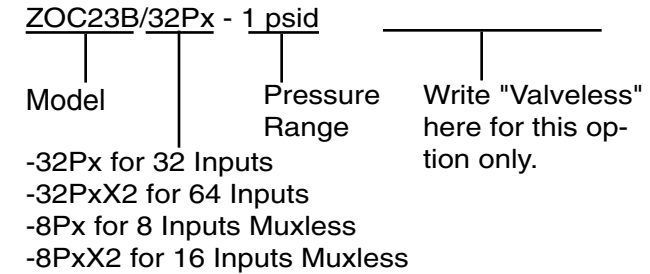 ZOC23B/32Px - 1 psid
Model
Pressure
Range
Write "Valveless"
here for this op-
tion only.
-32Px for 32 Inputs
-32PxX2 for 64 Inputs
-8Px for 8 Inputs Muxless
-8PxX2 for 16 Inputs Muxless